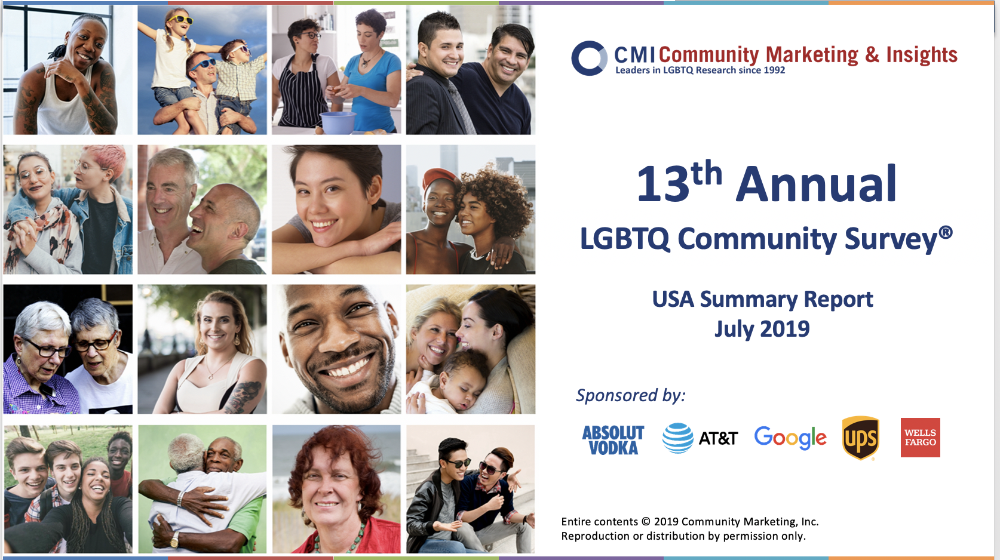 CMI Community Marketing & Insights
Leaders in LGBTQ Research since 1992
13th Annual
LGBTQ Community Survey®
USA Summary Report
July 2019
Sponsored by:
ABSOLUT
VODKA
AT&T
Google
ups
WELLS
FARGO
Entire contents © 2019 Community Marketing, Inc.
Reproduction or distribution by permission only.